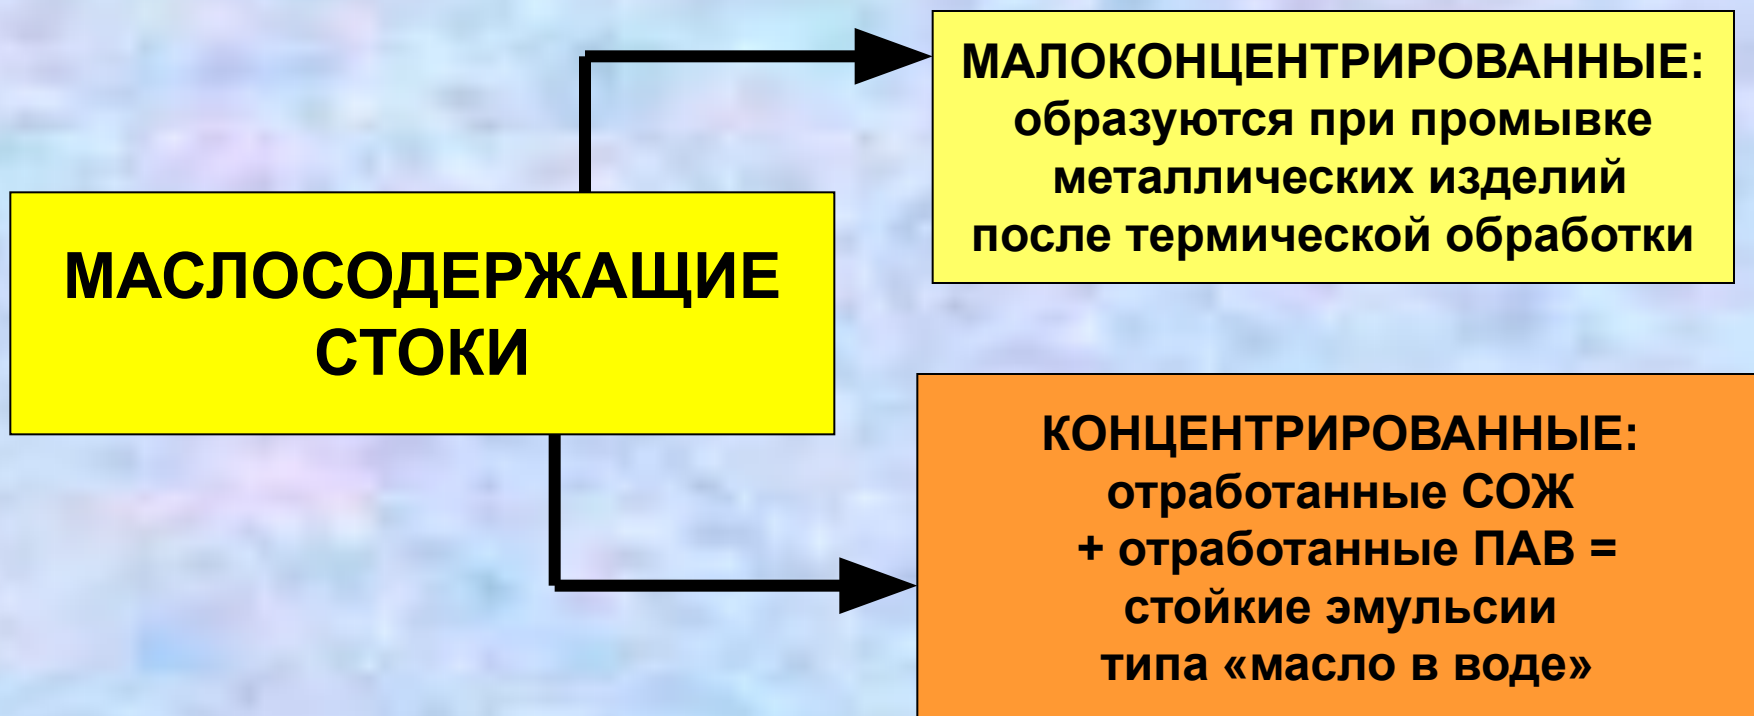 МАСЛОСОДЕРЖАЩИЕ
СТОКИ
МАЛОКОНЦЕНТРИРОВАННЫЕ:
образуются при промывке
металлических изделий
после термической обработки
КОНЦЕНТРИРОВАННЫЕ:
отработанные СОЖ
+ отработанные ПАВ =
стойкие эмульсии
типа «масло в воде»